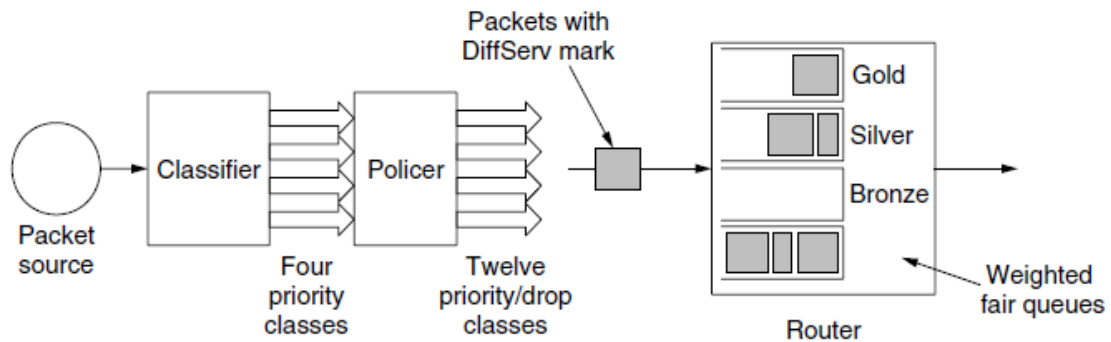 Packets with
DiffServ mark
Gold
Silver
Bronze
Classifier
Policer
Packet
source
Four
priority
classes
Twelve
priority/drop
classes
Router
Weighted
fair queues